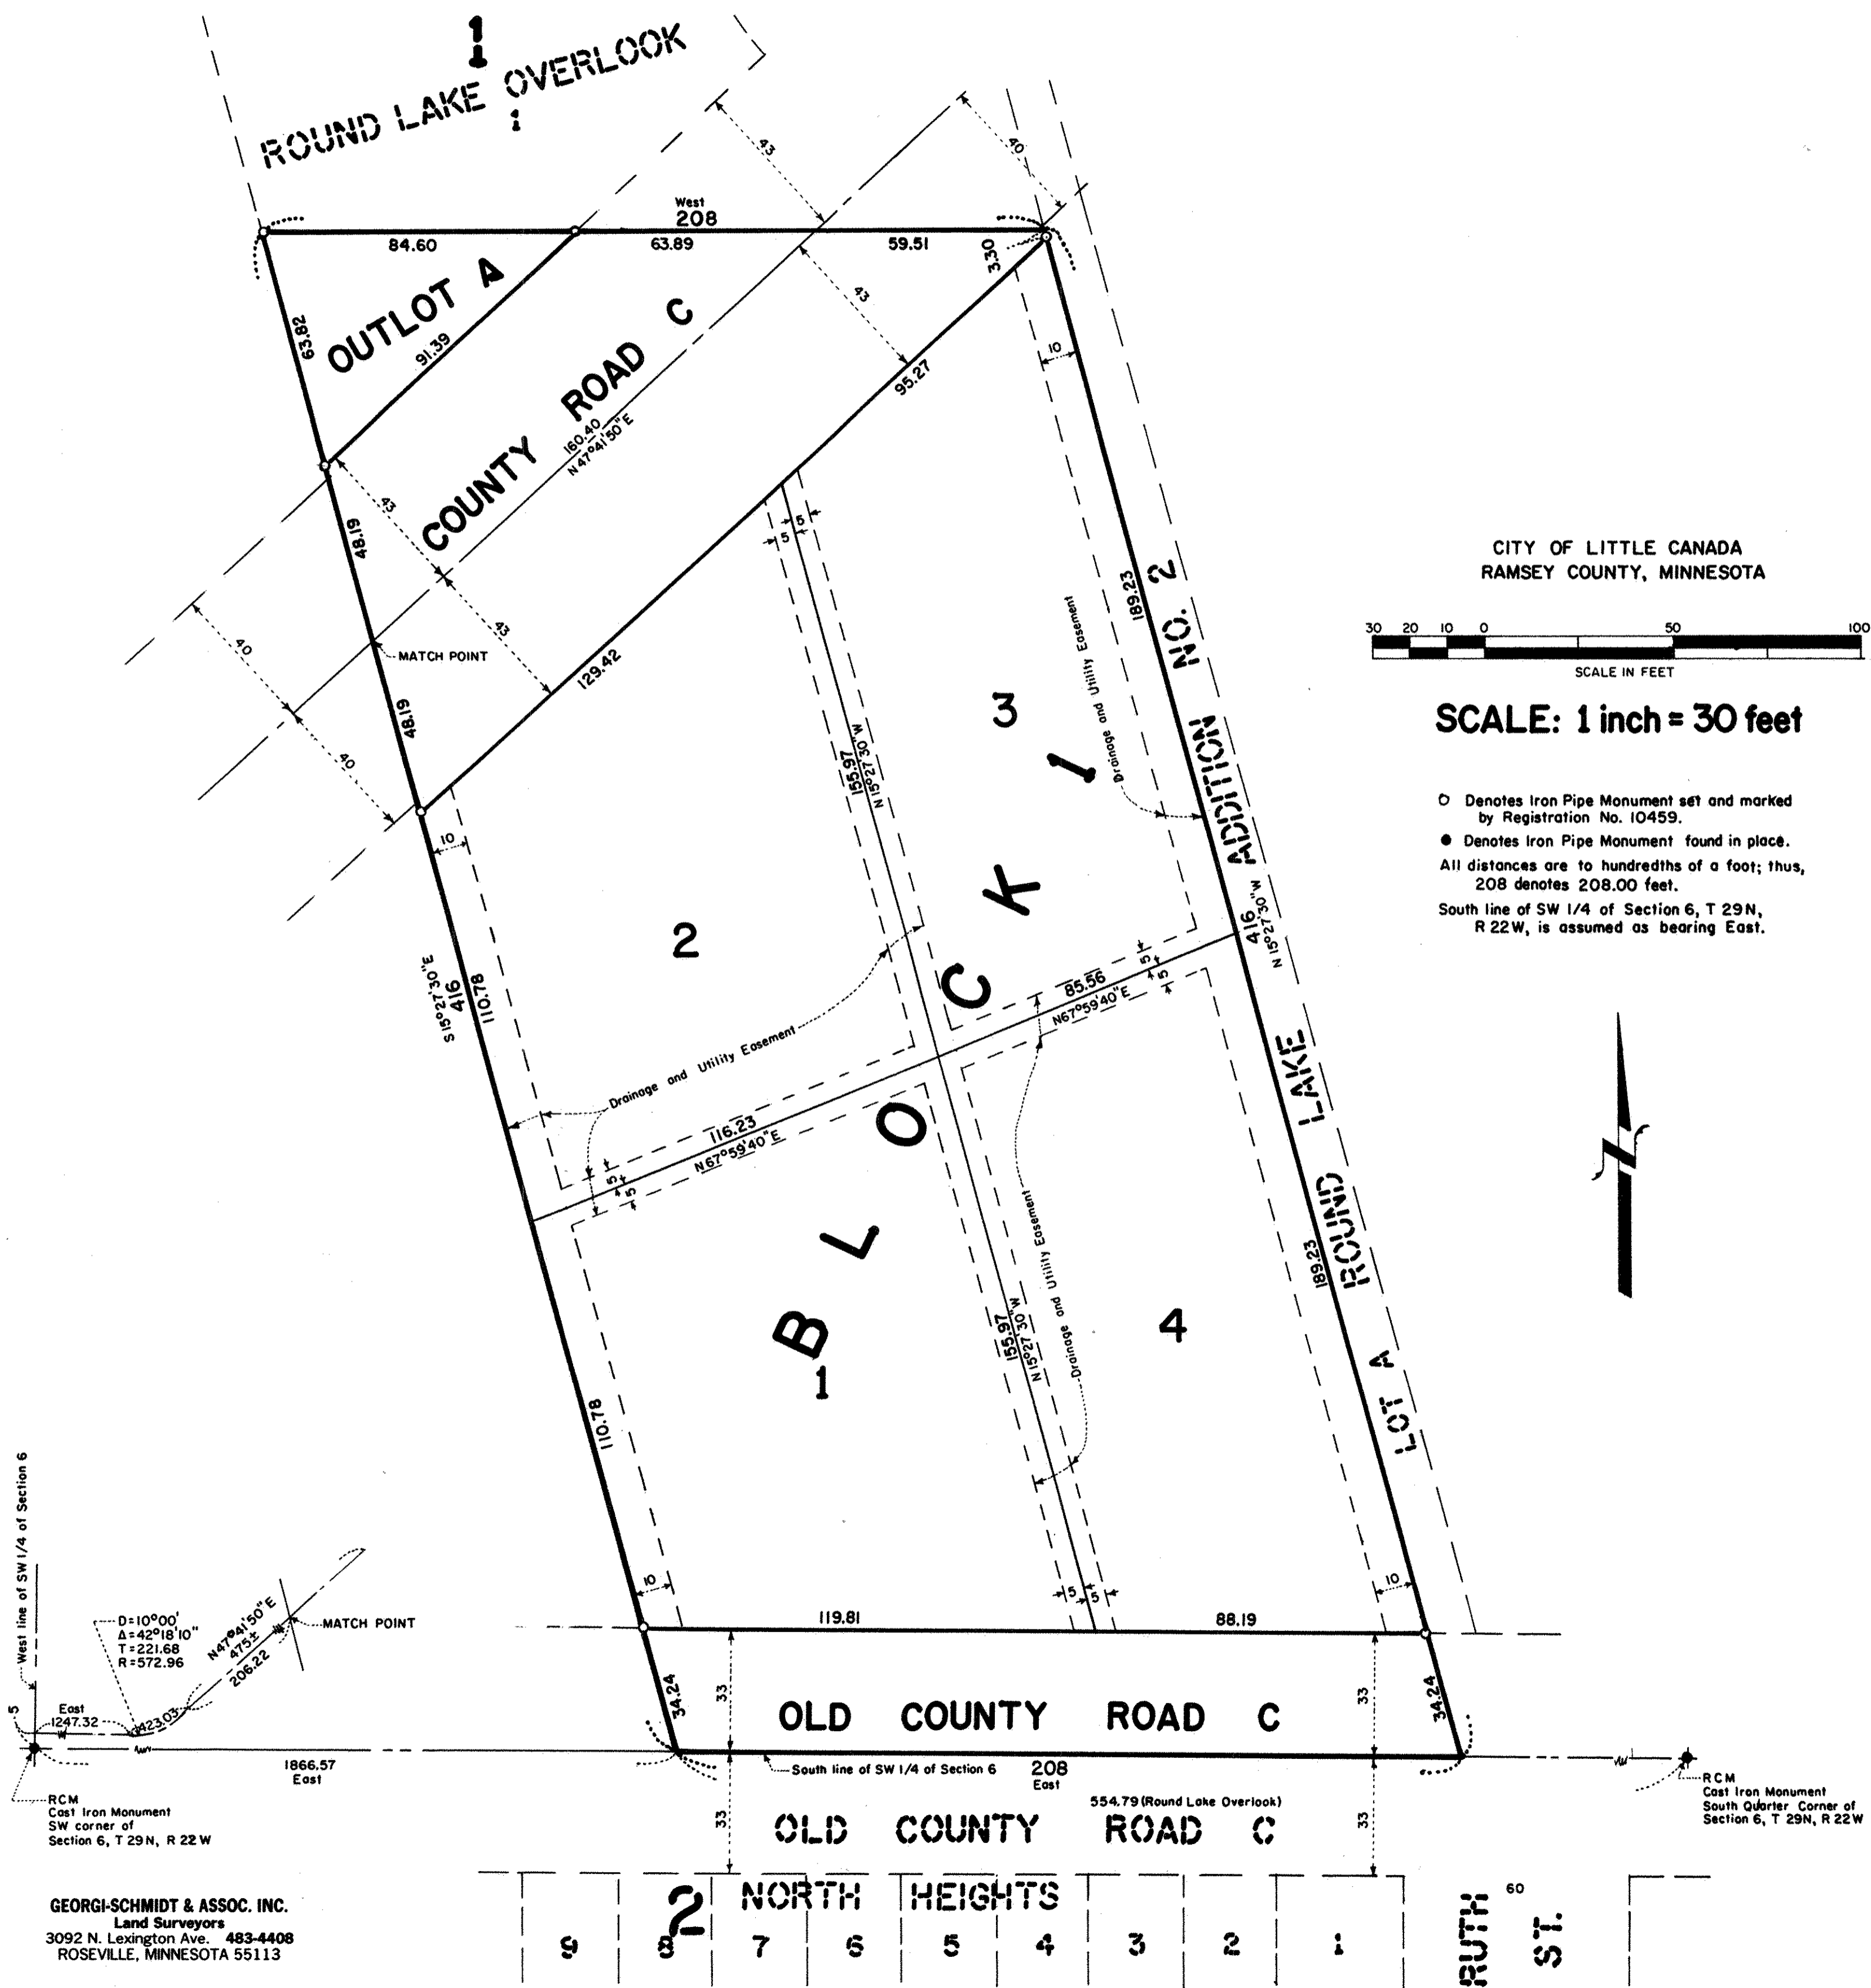 1
ROUND LAKE OVERLOOK
1
43
40
West
208
84.60
63.89
59.51
3.30
OUTLOT A
63.82
91.39
COUNTY ROAD C
160.40
N 47°41'50"E
43
95.27
10
43
48.19
43
MATCH POINT
129.42
40
48.19
40
10
5
5
189.23
Drainage and Utility Easement
155.97
N 15°27'30"W
2
3
BLOCK 1
S 15°27'30"E
416
110.78
416
N 15°27'30"W
LOT A ROUND LAKE ADDITION NO. 2
85.56
N67°59'40"E
5
5
Drainage and Utility Easement
116.23
N67°59'40"E
5
5
Drainage and Utility Easement
155.97
N 15°27'30"W
189.23
1
4
110.78
10
5
5
10
119.81
88.19
34.24
33
OLD COUNTY ROAD C
33
34.24
South line of SW 1/4 of Section 6
208
East
554.79 (Round Lake Overlook)
33
OLD COUNTY ROAD C
33
2 NORTH HEIGHTS
9 8 7 6 5 4 3 2 1
RUTH ST.
60
CITY OF LITTLE CANADA
RAMSEY COUNTY, MINNESOTA
30 20 10 0 50 100
SCALE IN FEET
SCALE: 1 inch = 30 feet
Denotes Iron Pipe Monument set and marked
by Registration No. 10459.
Denotes Iron Pipe Monument found in place.
All distances are to hundredths of a foot; thus,
208 denotes 208.00 feet.
South line of SW 1/4 of Section 6, T 29N,
R 22W, is assumed as bearing East.
N
West line of SW 1/4 of Section 6
D=10°00'
Δ=42°18'10"
T=221.68
R=572.96
N47°41'50"E
475±
206.22
MATCH POINT
5
East
1247.32
423.03
1866.57
East
RCM
Cast Iron Monument
SW corner of
Section 6, T 29N, R 22 W
RCM
Cast Iron Monument
South Quarter Corner of
Section 6, T 29N, R 22 W
GEORGI-SCHMIDT & ASSOC. INC.
Land Surveyors
3092 N. Lexington Ave. 483-4408
ROSEVILLE, MINNESOTA 55113